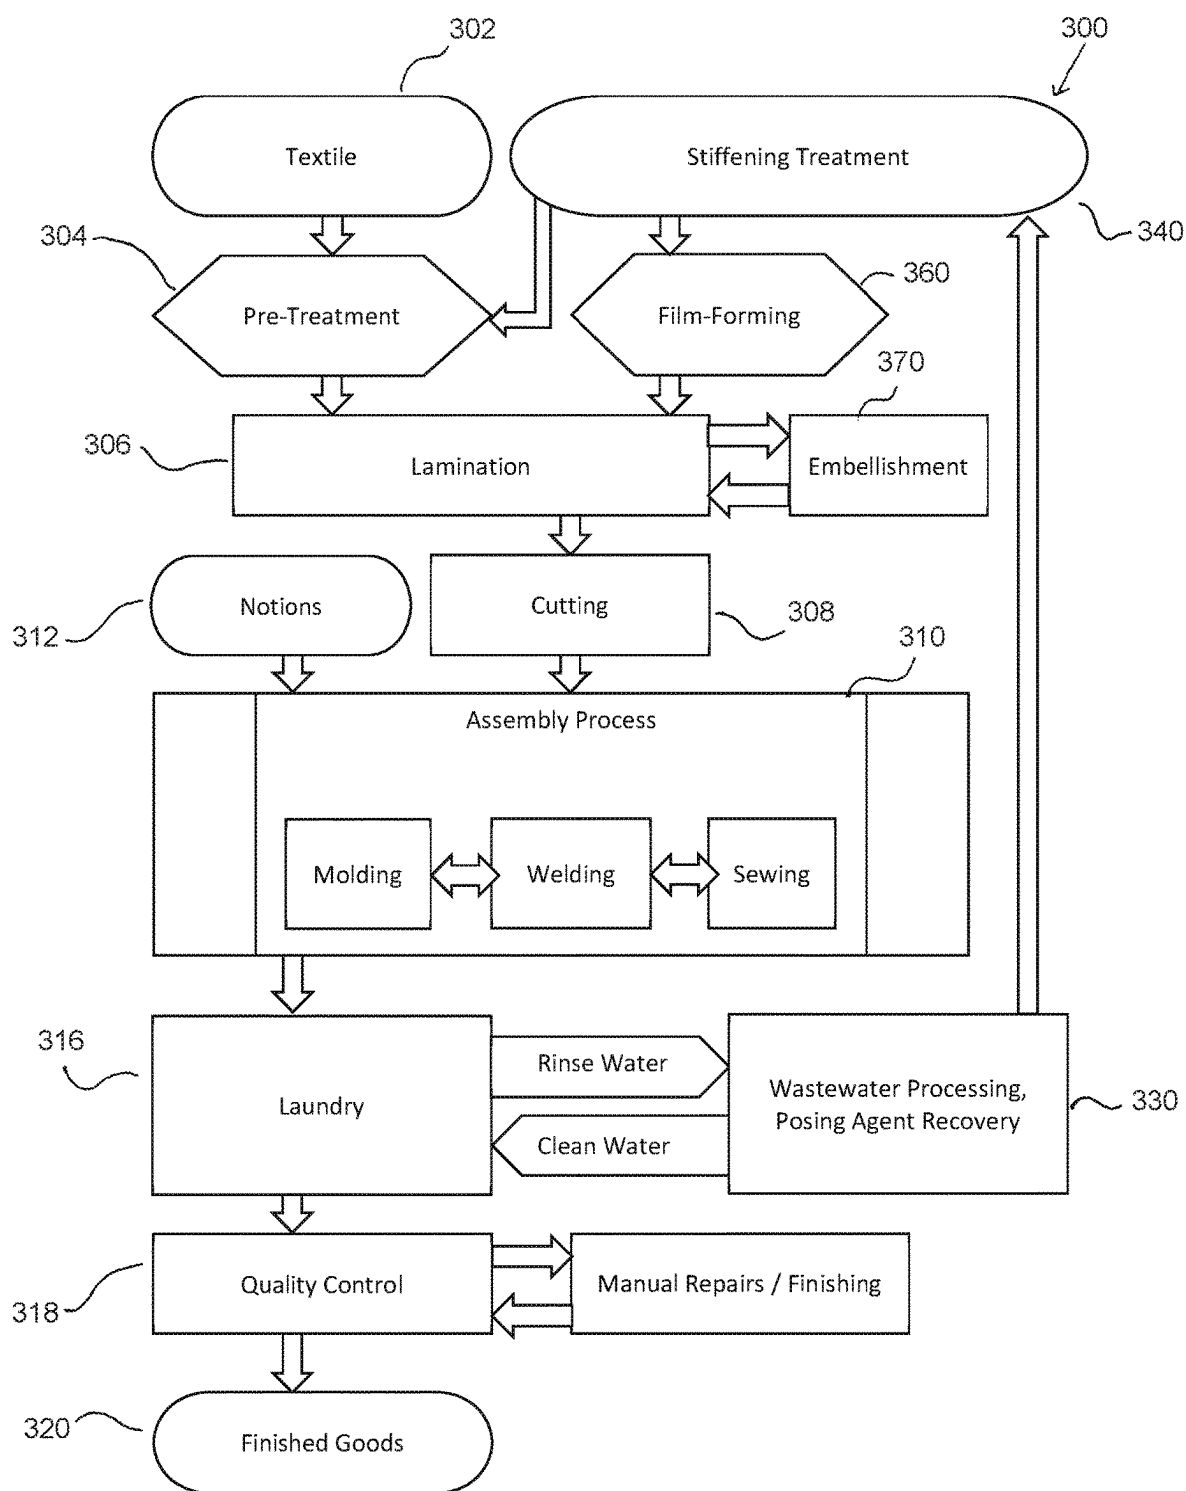 302
300
Textile
Stiffening Treatment
304
340
360
Pre-Treatment
Film-Forming
370
306
Lamination
Embellishment
Notions
Cutting
308
312
310
Assembly Process
Molding
Welding
Sewing
316
Rinse Water
Laundry
Wastewater Processing,
Posing Agent Recovery
330
Clean Water
Quality Control
Manual Repairs / Finishing
318
320
Finished Goods